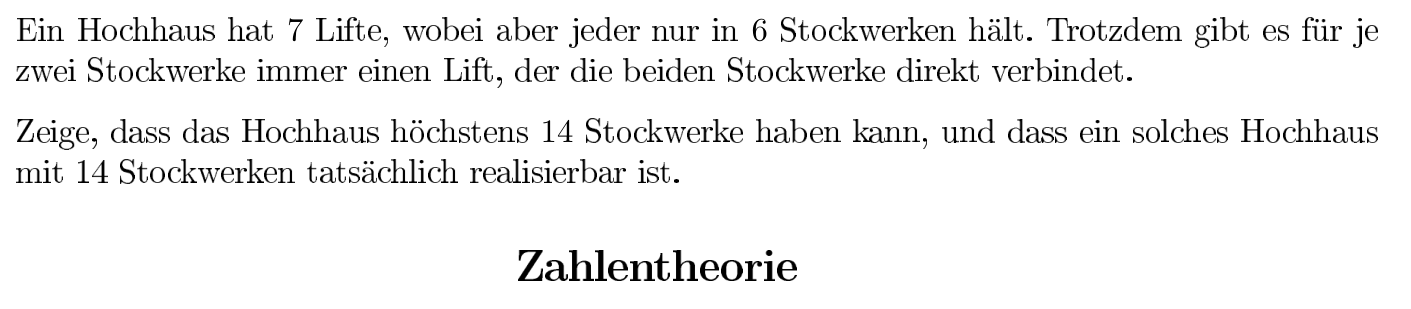 Ein Hochhaus hat 7 Lifte, wobei aber jeder nur in 6 Stockwerken hält. Trotzdem gibt es für je
zwei Stockwerke immer einen Lift, der die beiden Stockwerke direkt verbindet.
Zeige, dass das Hochhaus höchstens 14 Stockwerke haben kann, und dass ein solches Hochhaus
mit 14 Stockwerken tatsächlich realisierbar ist.
Zahlentheorie